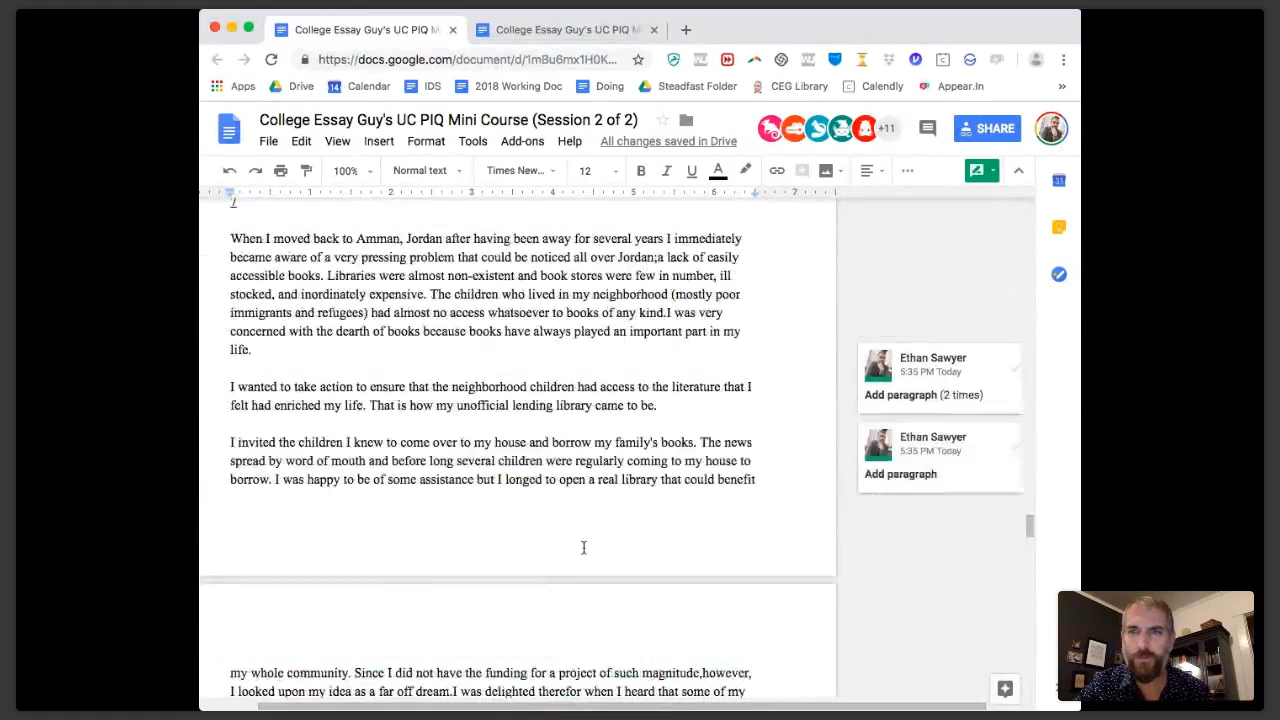 College Essay Guy's UC PIQ M
College Essay Guy's UC PIQ M
https://docs.google.com/document/d/1mBu6mx1H0K...
Apps
Drive
Calendar
IDS
2018 Working Doc
Doing
Steadfast Folder
CEG Library
Calendly
Appear.In
»
College Essay Guy's UC PIQ Mini Course (Session 2 of 2)
+11
SHARE
File Edit View Insert Format Tools Add-ons Help All changes saved in Drive
100% Normal text Times New... 12 B I U A
1 1 2 3 4 5 6 7
31
7
When I moved back to Amman, Jordan after having been away for several years I immediately
became aware of a very pressing problem that could be noticed all over Jordan;a lack of easily
accessible books. Libraries were almost non-existent and book stores were few in number, ill
stocked, and inordinately expensive. The children who lived in my neighborhood (mostly poor
immigrants and refugees) had almost no access whatsoever to books of any kind.I was very
concerned with the dearth of books because books have always played an important part in my
life.
I wanted to take action to ensure that the neighborhood children had access to the literature that I
felt had enriched my life. That is how my unofficial lending library came to be.
I invited the children I knew to come over to my house and borrow my family's books. The news
spread by word of mouth and before long several children were regularly coming to my house to
borrow. I was happy to be of some assistance but I longed to open a real library that could benefit
my whole community. Since I did not have the funding for a project of such magnitude,however,
I looked upon my idea as a far off dream.I was delighted therefor when I heard that some of my
Ethan Sawyer
5:35 PM Today
Add paragraph (2 times)
Ethan Sawyer
5:35 PM Today
Add paragraph